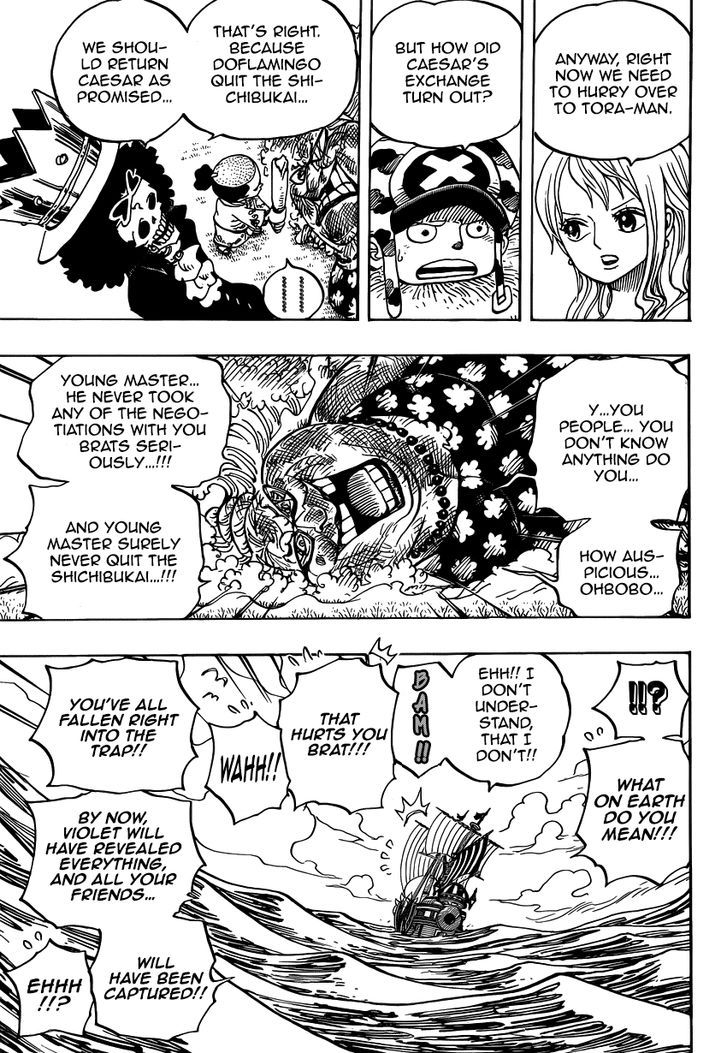 ANYWAY, RIGHT
NOW WE NEED
TO HURRY OVER
TO TORA-MAN.
BUT HOW DID
CAESAR'S
EXCHANGE
TURN OUT?
THAT'S RIGHT.
BECAUSE
DOFLAMINGO
QUIT THE SHI-
CHIBUKAI...
WE SHOU-
LD RETURN
CAESAR AS
PROMISED...
Y...YOU
PEOPLE... YOU
DON'T KNOW
ANYTHING DO
YOU...
HOW AUS-
PICIOUS...
OHBOBO...
YOUNG MASTER...
HE NEVER TOOK
ANY OF THE NEGO-
TIATIONS WITH YOU
BRATS SERI-
OUSLY...!!!
AND YOUNG
MASTER SURELY
NEVER QUIT THE
SHICHIBUKAI...!!!
!!?
WHAT
ON EARTH
DO YOU
MEAN!!!
EHH!! I
DON'T
UNDER-
STAND,
THAT I
DON'T!!
BAM!!
THAT
HURTS YOU
BRAT!!!
WAHH!!
YOU'VE ALL
FALLEN RIGHT
INTO THE
TRAP!!
BY NOW,
VIOLET WILL
HAVE REVEALED
EVERYTHING,
AND ALL YOUR
FRIENDS...
WILL
HAVE BEEN
CAPTURED!!
EHHH
!!!?